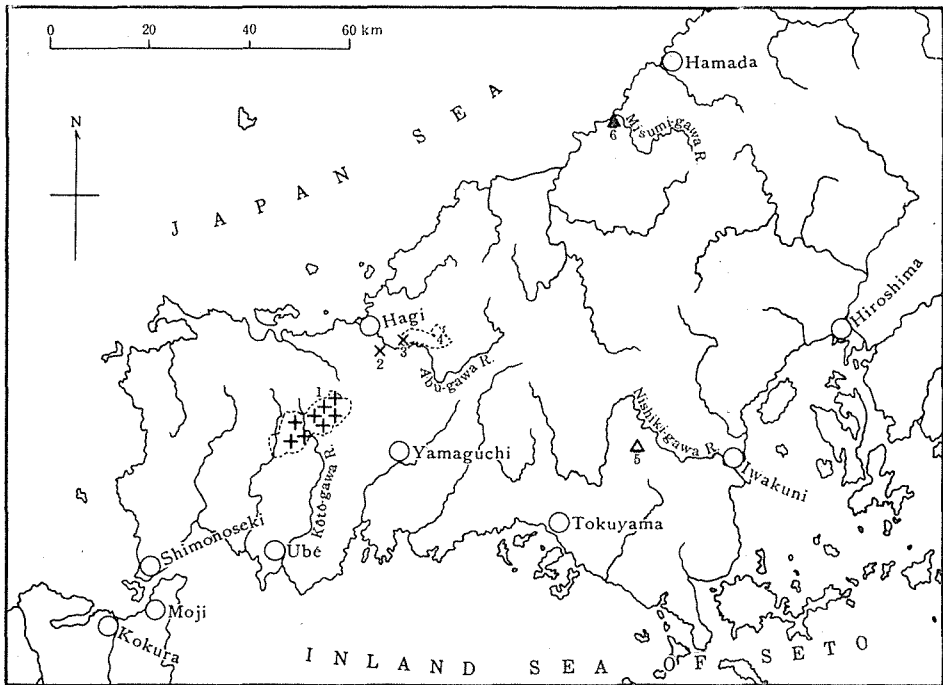 0 20 40 60 km
N
JAPAN SEA
Hamada
6
Misumi-gawa R.
Hiroshima
Hagi
2
3
4
Abu-gawa R.
1
Kōtō-gawa R.
Yamaguchi
Nishiki-gawa R.
5
Iwakuni
Tokuyama
Shimonoseki
Ubé
Moji
Kokura
INLAND SEA OF SETO